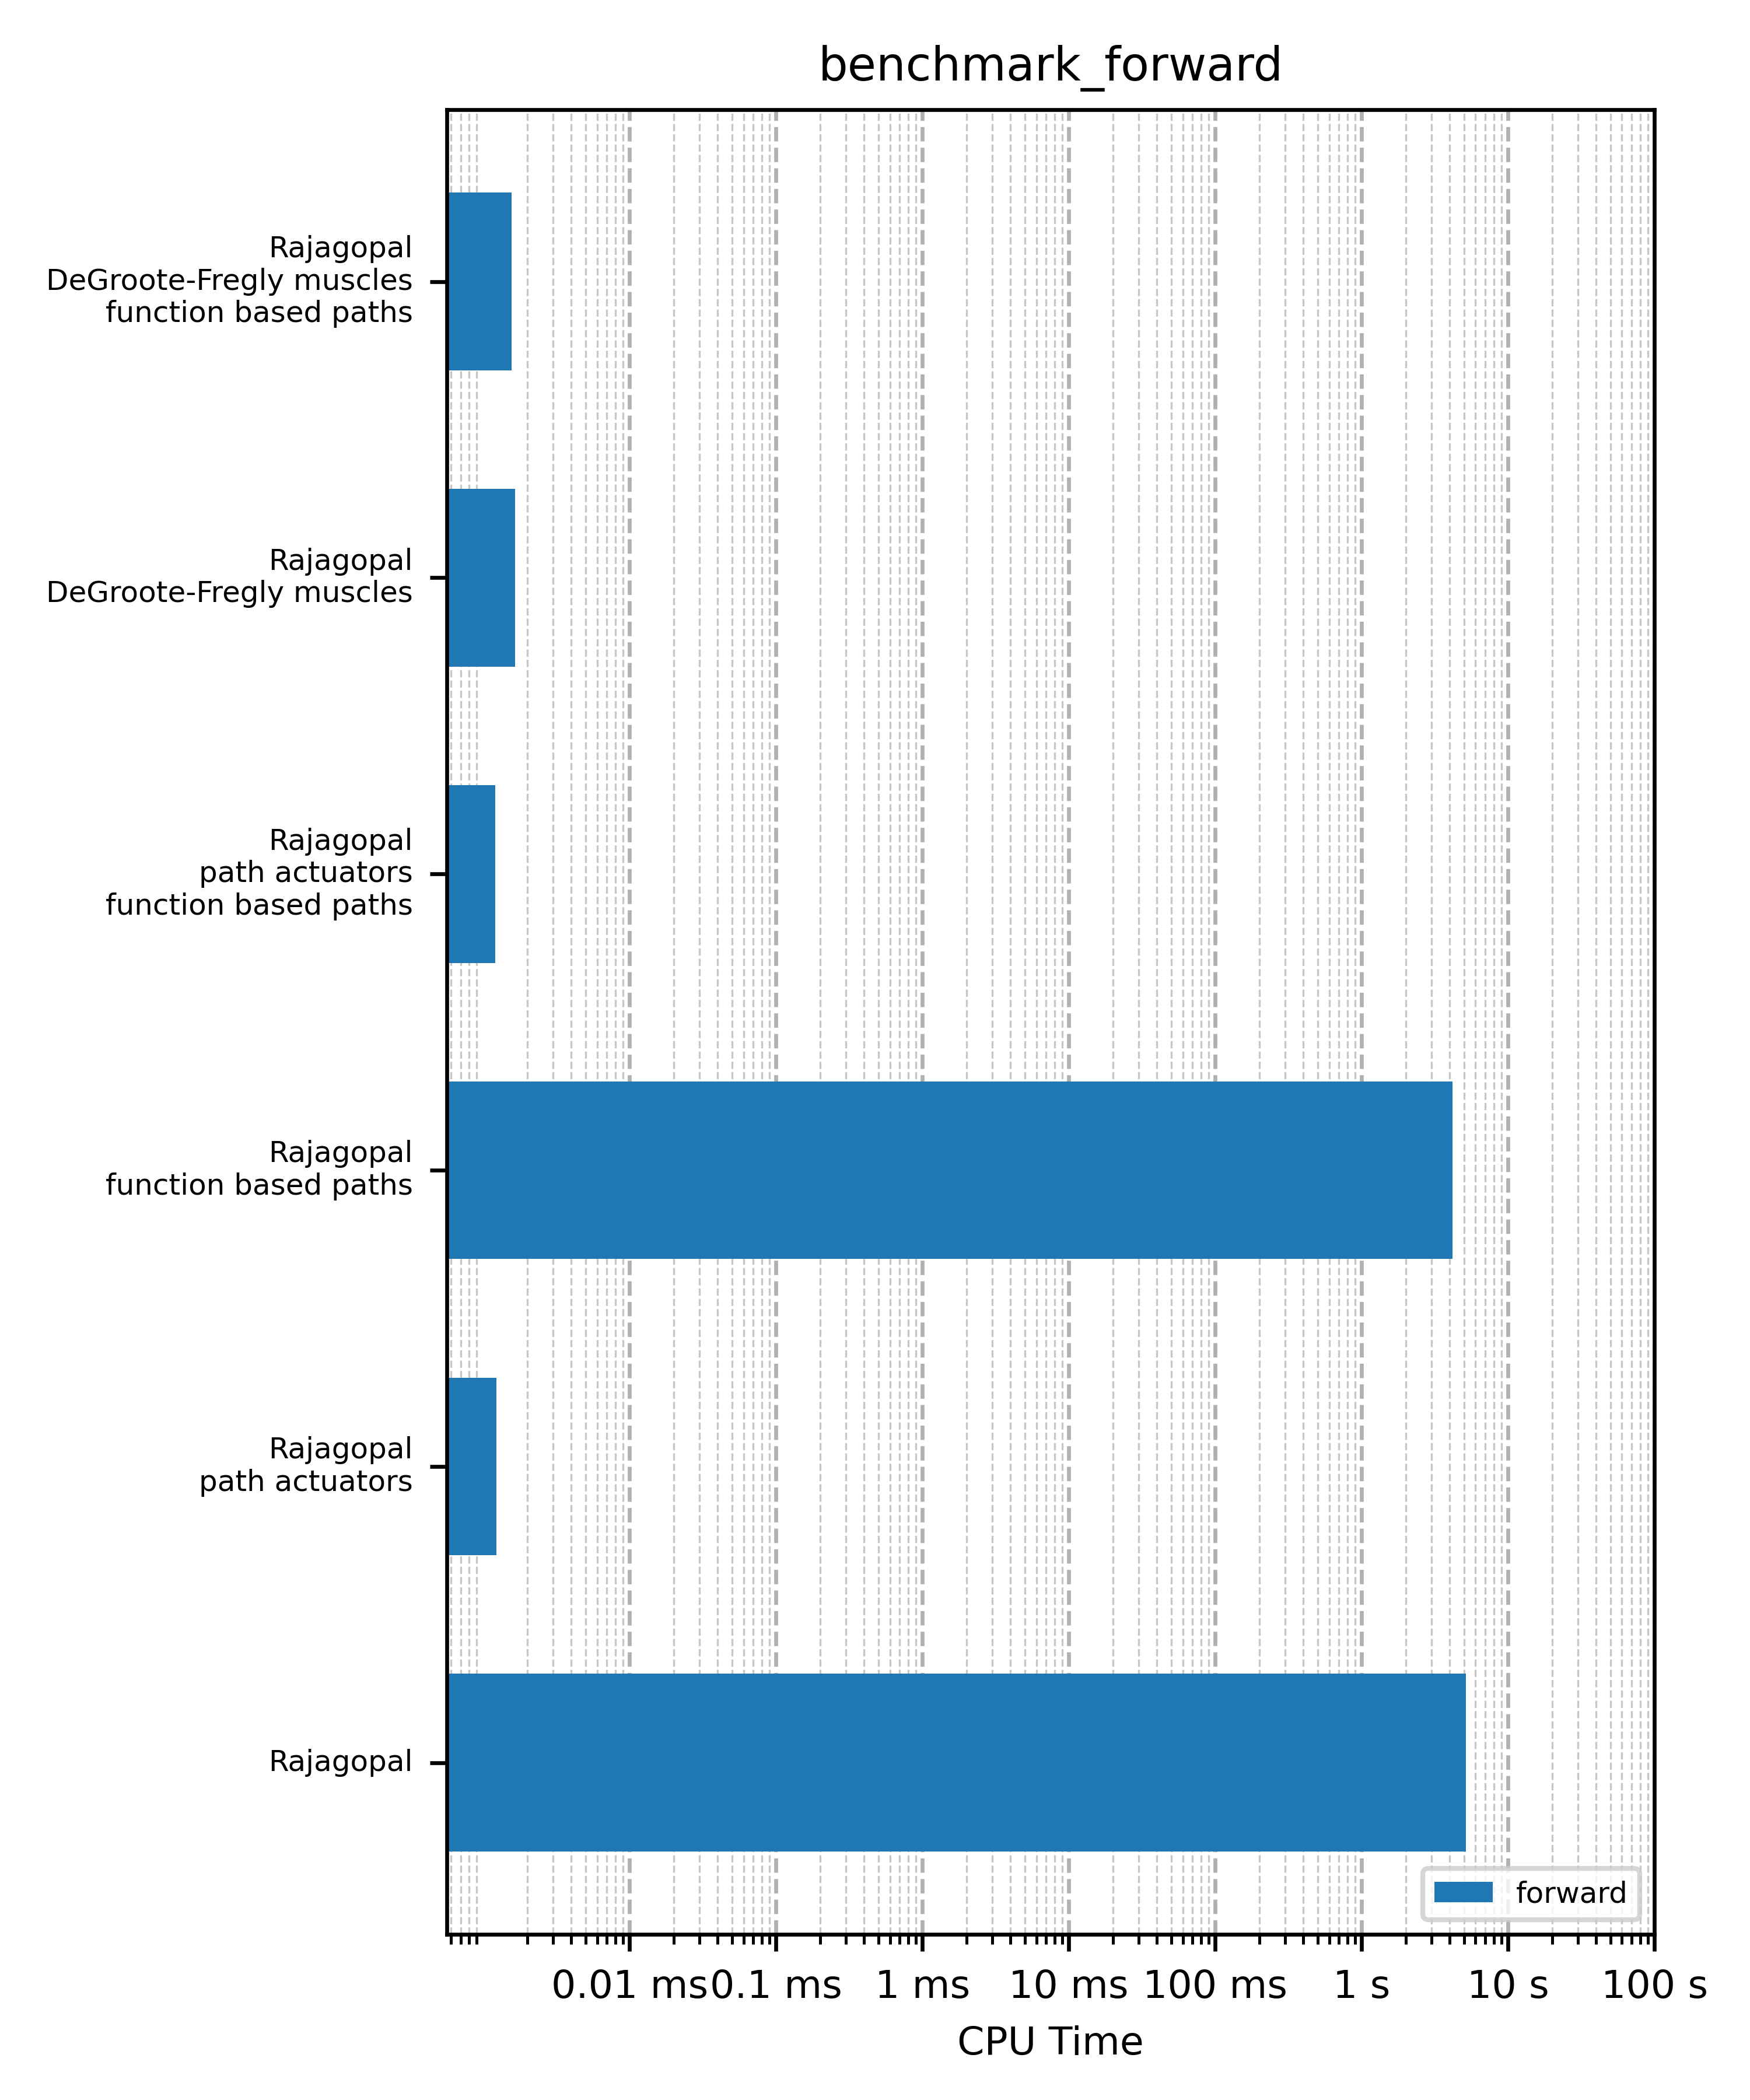 benchmark_forward
Rajagopal
DeGroote-Fregly muscles
function based paths
Rajagopal
DeGroote-Fregly muscles
Rajagopal
path actuators
function based paths
Rajagopal
function based paths
Rajagopal
path actuators
Rajagopal
forward
0.01 ms 0.1 ms 1 ms 10 ms 100 ms 1 s 10 s 100 s
CPU Time